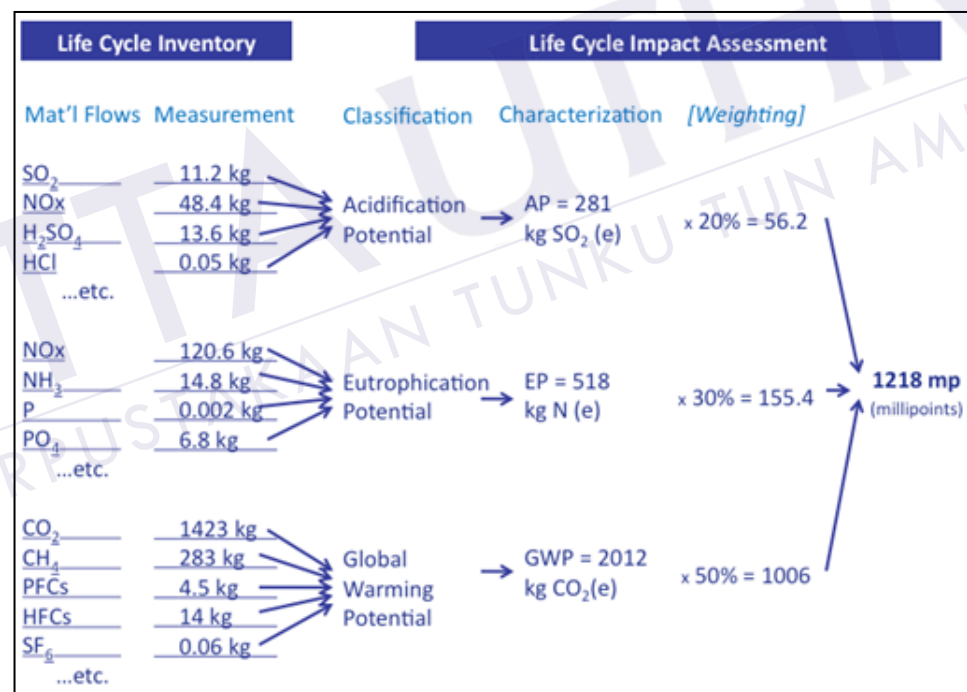 Life Cycle Inventory
Life Cycle Impact Assessment
Mat'l Flows Measurement Classification Characterization [Weighting]
SO₂ 11.2 kg
NOx 48.4 kg
H₂SO₄ 13.6 kg
HCl 0.05 kg
...etc.
Acidification
Potential
AP = 281
kg SO₂ (e)
x 20% = 56.2
NOx 120.6 kg
NH₃ 14.8 kg
P 0.002 kg
PO₄ 6.8 kg
...etc.
Eutrophication
Potential
EP = 518
kg N (e)
x 30% = 155.4
1218 mp
(millipoints)
CO₂ 1423 kg
CH₄ 283 kg
PFCs 4.5 kg
HFCs 14 kg
SF₆ 0.06 kg
...etc.
Global
Warming
Potential
GWP = 2012
kg CO₂(e)
x 50% = 1006
PERPUSTAKAAN TUNKU TUN AM